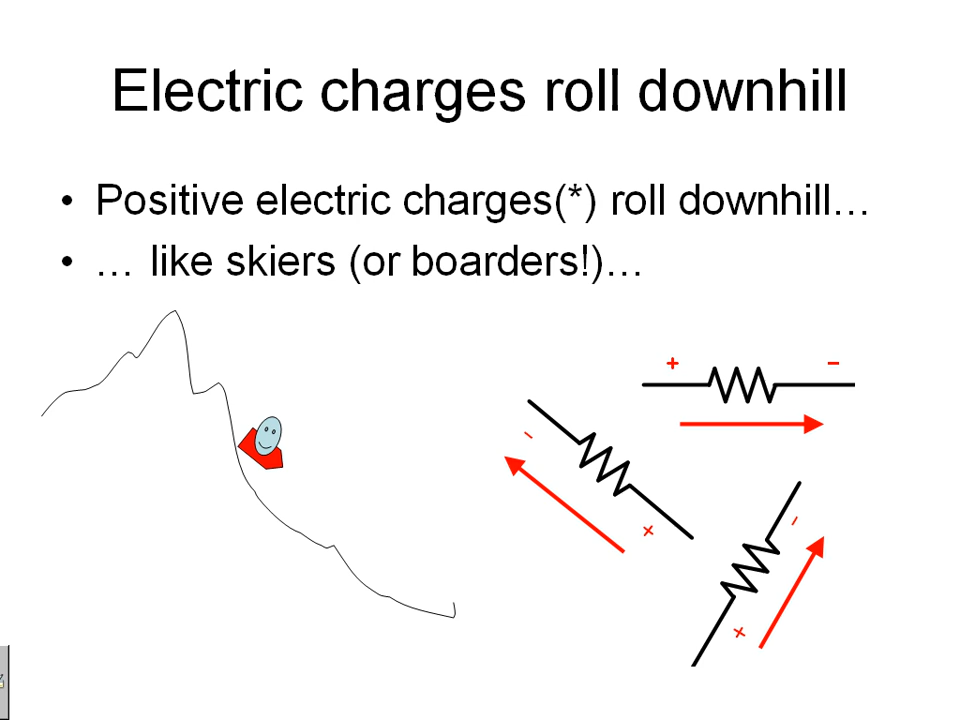 Electric charges roll downhill
• Positive electric charges(*) roll downhill…
• … like skiers (or boarders!)…
+ −
−
+
−
+